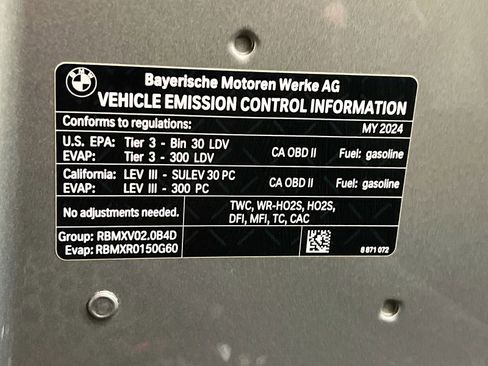 BMW
Bayerische Motoren Werke AG
VEHICLE EMISSION CONTROL INFORMATION
Conforms to regulations: MY 2024
U.S. EPA: Tier 3 - Bin 30 LDV
EVAP: Tier 3 - 300 LDV
CA OBD II Fuel: gasoline
California: LEV III - SULEV 30 PC
EVAP: LEV III - 300 PC
CA OBD II Fuel: gasoline
No adjustments needed.
TWC, WR-HO2S, HO2S,
DFI, MFI, TC, CAC
Group: RBMXV02.0B4D
Evap: RBMXR0150G60
8 871 072